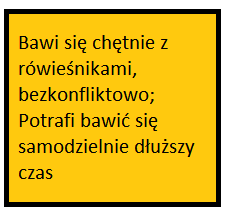 Bawi się chętnie z
rówieśnikami,
bezkonfliktowo;
Potrafi bawić się
samodzielnie dłuższy
czas